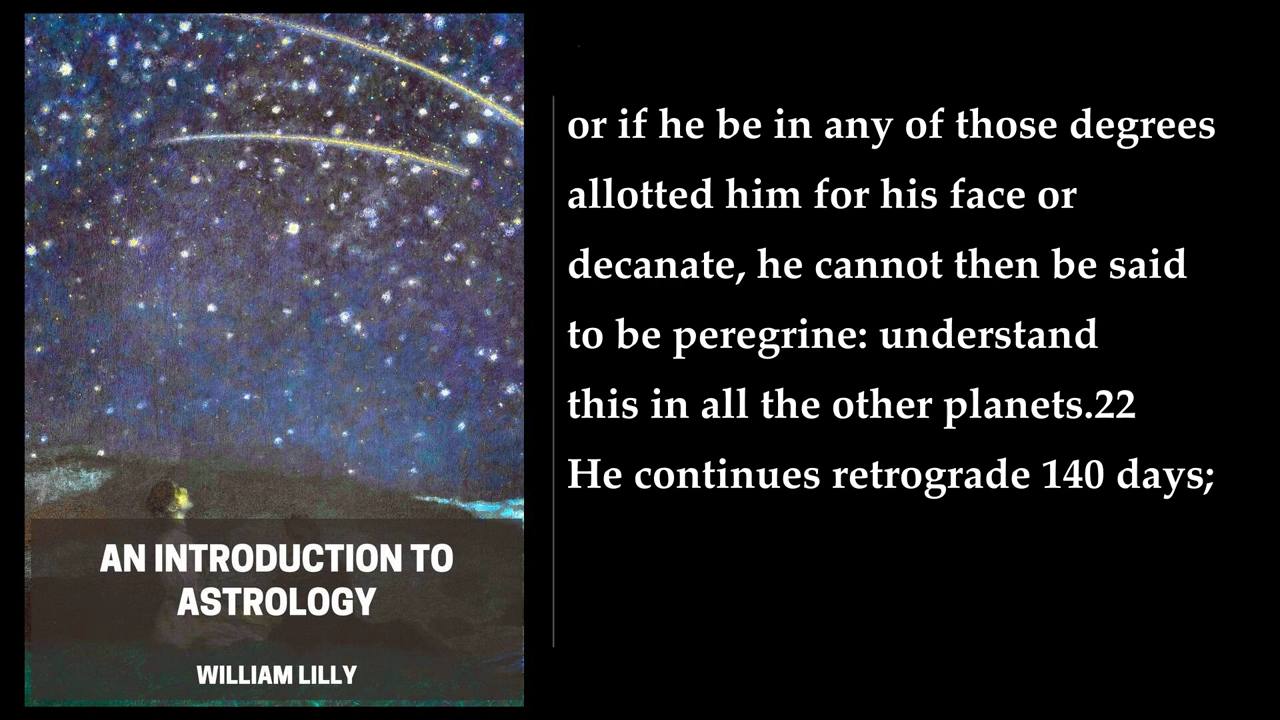 AN INTRODUCTION TO
ASTROLOGY
WILLIAM LILLY
or if he be in any of those degrees
allotted him for his face or
decanate, he cannot then be said
to be peregrine: understand
this in all the other planets.22
He continues retrograde 140 days;